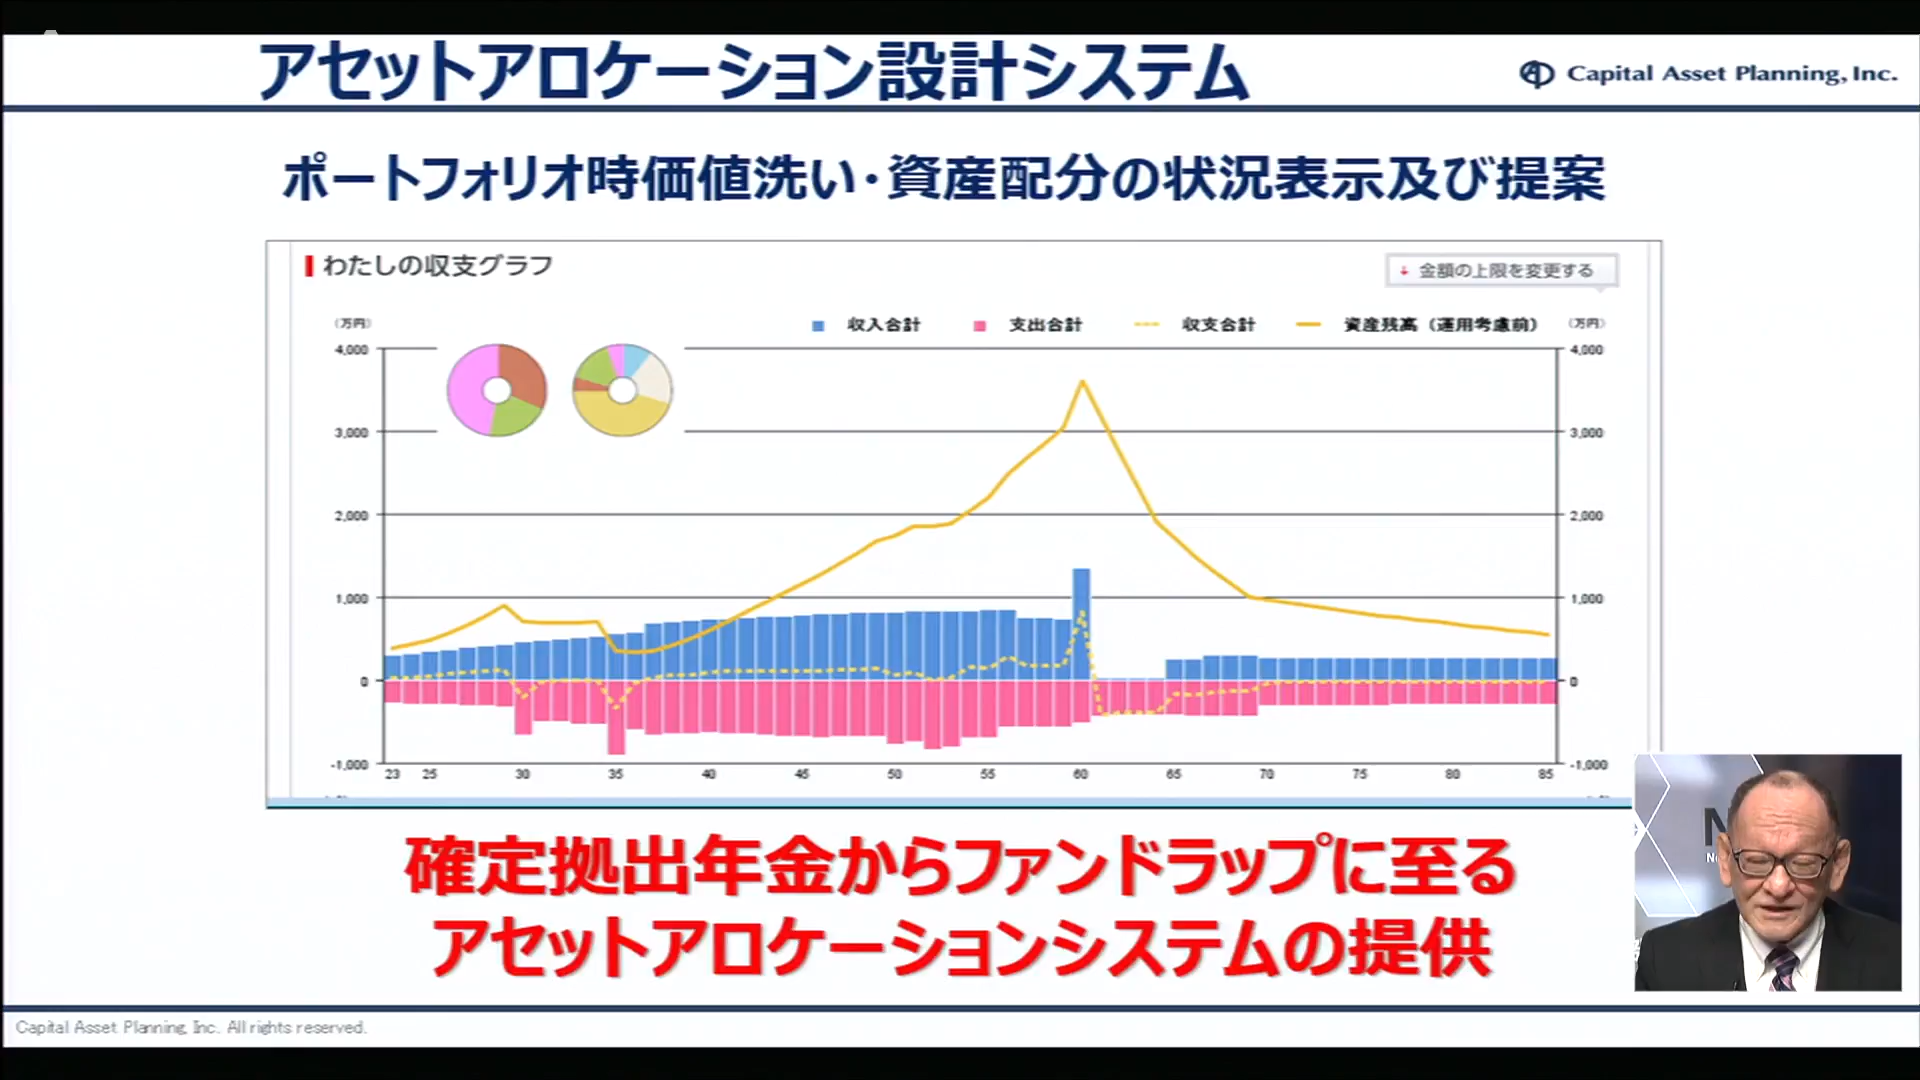 アセットアロケーション設計システム
Capital Asset Planning, Inc.
ポートフォリオ時価値洗い・資産配分の状況表示及び提案
わたしの収支グラフ
金額の上限を変更する
(万円) 収入合計 支出合計 収支合計 資産残高（運用考慮前） (万円)
4,000 4,000
3,000 3,000
2,000 2,000
1,000 1,000
0 0
-1,000 -1,000
23 25 30 35 40 45 50 55 60 65 70 75 80 85
確定拠出年金からファンドラップに至る
アセットアロケーションシステムの提供
Capital Asset Planning, Inc. All rights reserved.